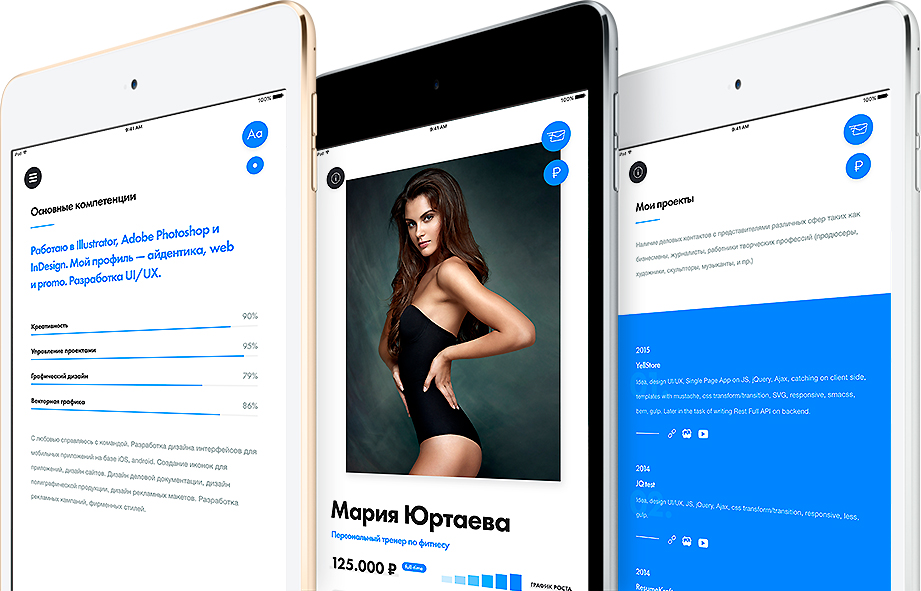 iPad
9:41 AM
100%
Aa
Основные компетенции
Работаю в Illustrator, Adobe Photoshop и
InDesign. Мой профиль — айдентика, web
и promo. Разработка UI/UX.
Креативность 90%
Управление проектами 95%
Графический дизайн 79%
Векторная графика 86%
С любовью справляюсь с командой. Разработка дизайна интерфейсов для
мобильных приложений на базе iOS, android. Создание иконок для
приложений, дизайн сайтов. Дизайн деловой документации, дизайн
полиграфической продукции, дизайн рекламных макетов. Разработка
рекламных кампаний, фирменных стилей.
iPad
9:41 AM
100%
₽
Мария Юртаева
Персональный тренер по фитнесу
125.000 ₽ full-time
ГРАФИК РОСТА
iPad
9:41 AM
100%
₽
Мои проекты
Наличие деловых контактов с представителями различных сфер таких как
бизнесмены, журналисты, работники творческих профессий (продюсеры,
художники, скульпторы, музыканты, и пр.)
2015
YellStore
Idea, design UI/UX, Single Page App on JS, jQuery, Ajax, catching on client side,
templates with mustache, css transform/transition, SVG, responsive, smacss,
bem, gulp. Later in the task of writing Rest Full API on backend.
2014
JQtest
Idea, design UI/UX, JS, jQuery, Ajax, css transform/transition, responsive, less,
gulp.
2014
ResumeKraft